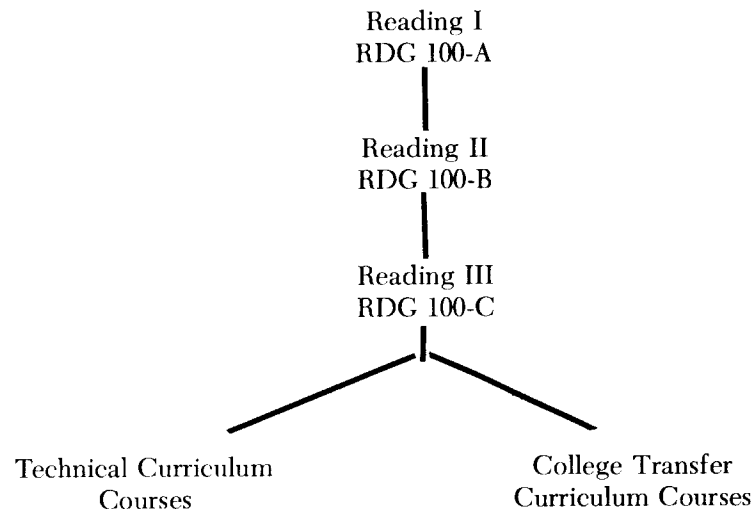 Reading I
RDG 100-A
Reading II
RDG 100-B
Reading III
RDG 100-C
Technical Curriculum
Courses
College Transfer
Curriculum Courses